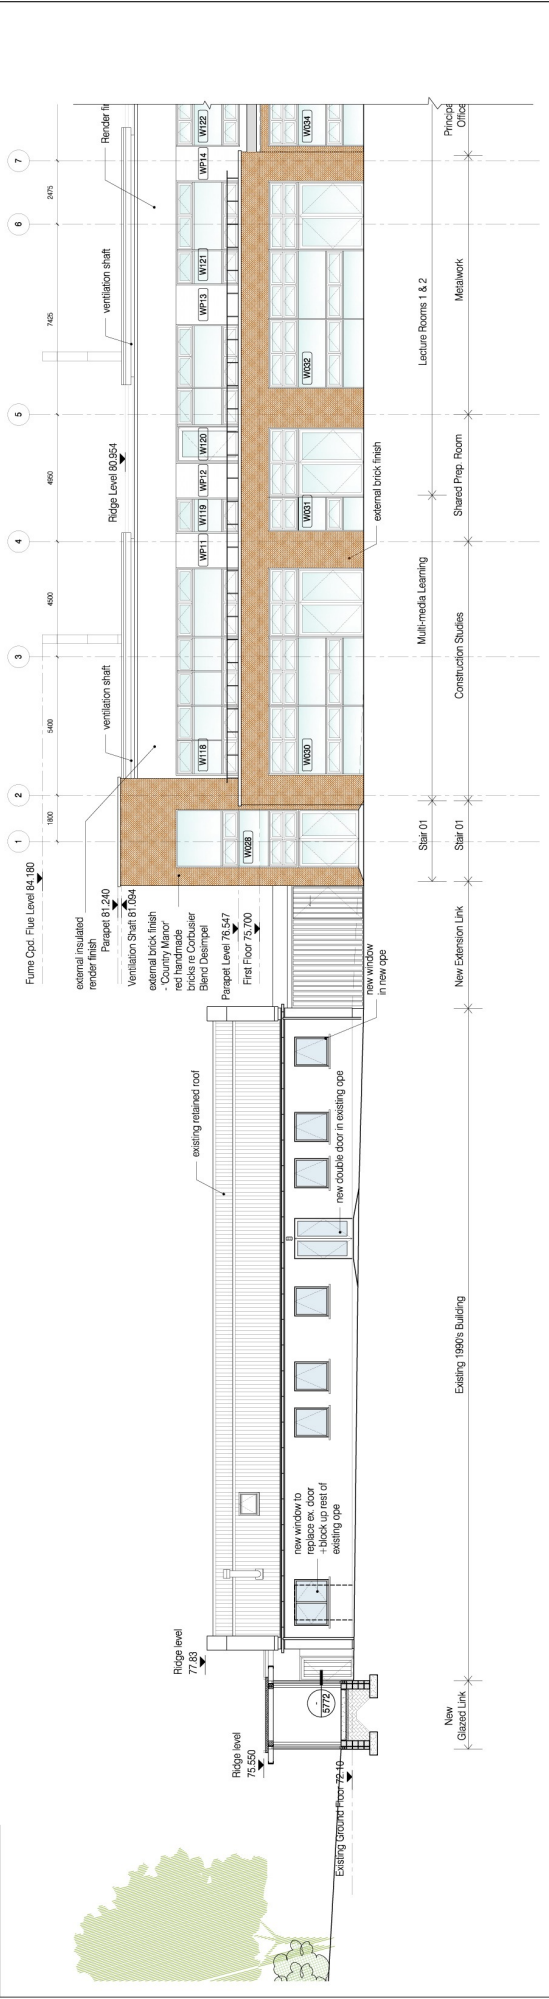 1
2
3
4
5
6
7
1800
5400
4500
4950
7425
2475
Fume Cpd. Flue Level 84.180
external insulated
render finish
Parapet 81.240
Ventilation Shaft 81.094
external brick finish
- 'Country Manor'
red handmade
bricks re Corbusier
Blend Desimpel
Parapet Level 76.547
First Floor 75.700
ventilation shaft
Ridge Level 80.954
ventilation shaft
Render fi
existing retained roof
Ridge level
77.83
Ridge level
75.550
Existing Ground Floor 72.10
5772
new window to
replace ex. door
+block up rest of
existing ope
new double door in existing ope
new window
in new ope
W028
W118
WP11
W119
WP12
W120
WP13
W121
WP14
W122
W030
W031
W032
W034
external brick finish
Stair 01
Multi-media Learning
Lecture Rooms 1 & 2
Principa
Office
New
Glazed Link
Existing 1990's Building
New Extension Link
Stair 01
Construction Studies
Shared Prep. Room
Metalwork